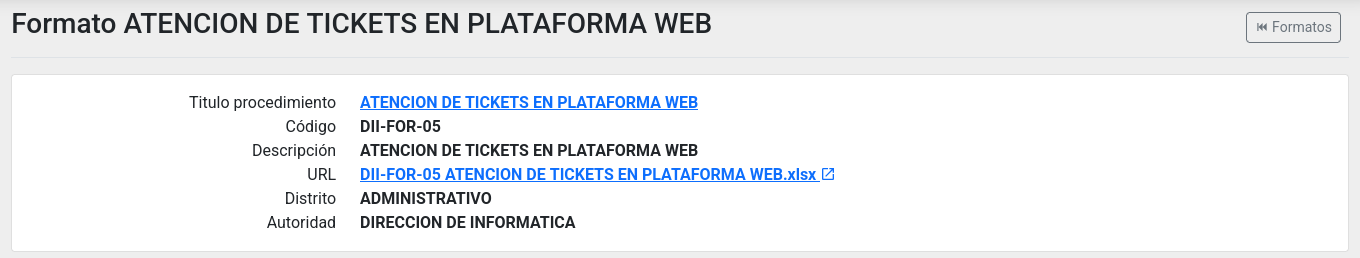 Formato ATENCION DE TICKETS EN PLATAFORMA WEB
Formatos
Titulo procedimiento ATENCION DE TICKETS EN PLATAFORMA WEB
Código DII-FOR-05
Descripción ATENCION DE TICKETS EN PLATAFORMA WEB
URL DII-FOR-05 ATENCION DE TICKETS EN PLATAFORMA WEB.xlsx
Distrito ADMINISTRATIVO
Autoridad DIRECCION DE INFORMATICA